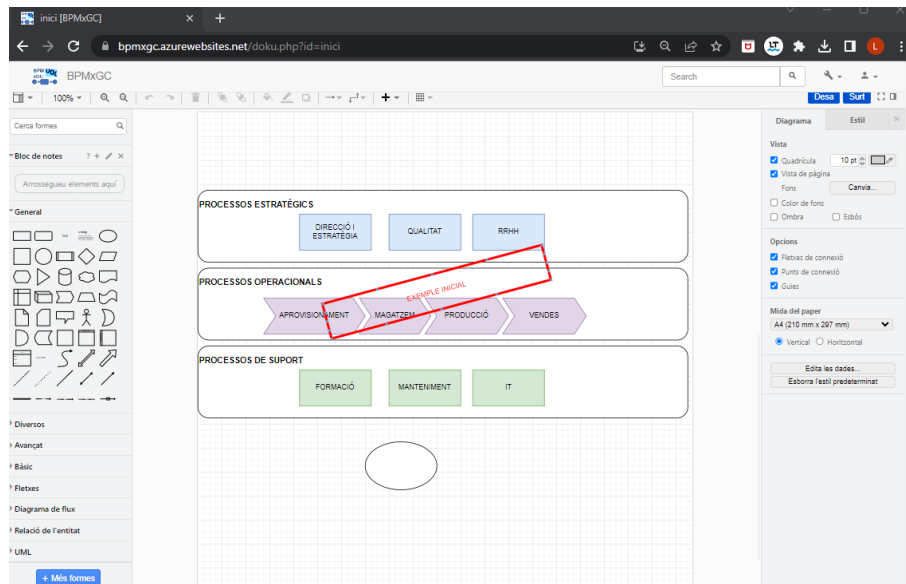 inici [BPMxGC]
bpmxgc.azurewebsites.net/doku.php?id=inici
BPMxGC
Search
100%
Desa
Surt
Cerca formes
Bloc de notes
Arrossegueu elements aquí
General
Diversos
Avançat
Bàsic
Fletxes
Diagrama de flux
Relació de l'entitat
UML
+ Més formes
PROCESSOS ESTRATÈGICS
DIRECCIÓ I
ESTRATÈGIA
QUALITAT
RRHH
PROCESSOS OPERACIONALS
EXEMPLE INICIAL
APROVISIONAMENT
MAGATZEM
PRODUCCIÓ
VENDES
PROCESSOS DE SUPORT
FORMACIÓ
MANTENIMENT
IT
Diagrama
Estil
Vista
Quadrícula
10 pt
Vista de pàgina
Fons
Canvia...
Color de fons
Ombra
Esbós
Opcions
Fletxes de connexió
Punts de connexió
Guies
Mida del paper
A4 (210 mm x 297 mm)
Vertical
Horitzontal
Edita les dades...
Esborra l'estil predeterminat